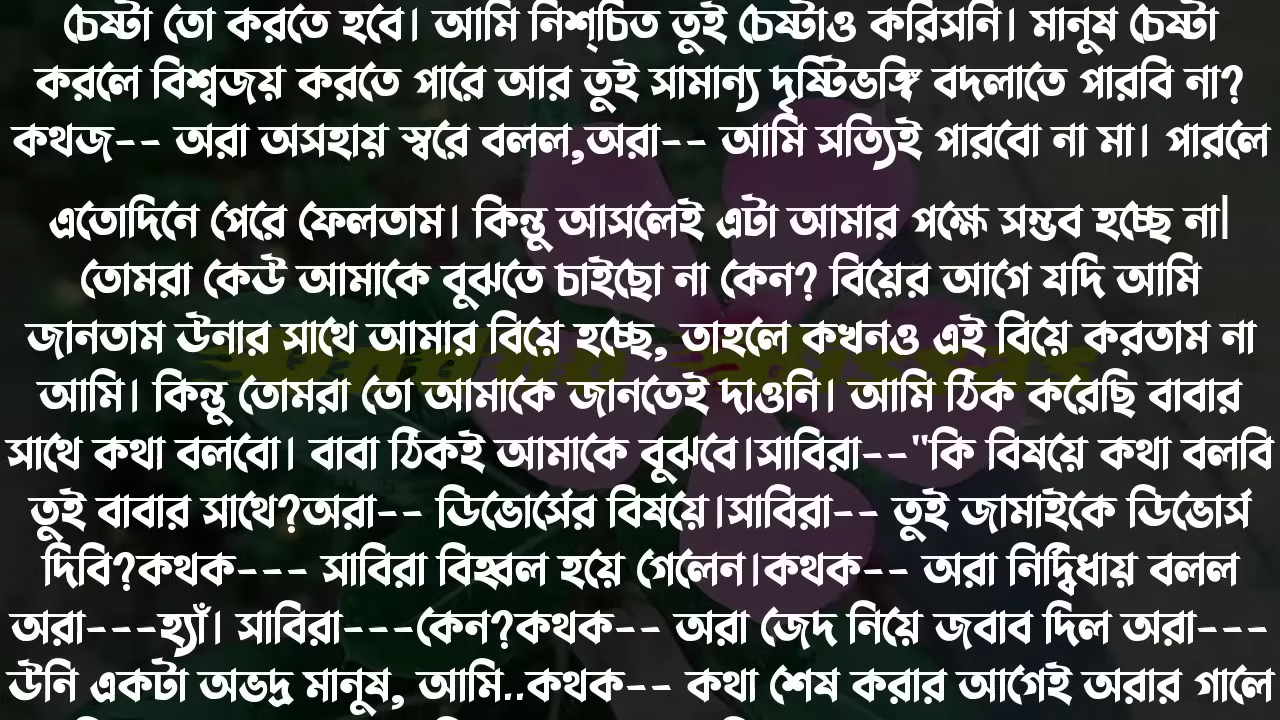 চেষ্টা তো করতে হবে। আমি নিশ্চিত তুই চেষ্টাও করিসনি। মানুষ চেষ্টা
করলে বিশ্বজয় করতে পারে আর তুই সামান্য দৃষ্টিভঙ্গি বদলাতে পারবি না?
কথজ-- অরা অসহায় স্বরে বলল,অরা-- আমি সত্যিই পারবো না মা। পারলে
এতোদিনে পেরে ফেলতাম। কিন্তু আসলেই এটা আমার পক্ষে সম্ভব হচ্ছে না|
তোমরা কেউ আমাকে বুঝতে চাইছো না কেন? বিয়ের আগে যদি আমি
জানতাম উনার সাথে আমার বিয়ে হচ্ছে, তাহলে কখনও এই বিয়ে করতাম না
আমি। কিন্তু তোমরা তো আমাকে জানতেই দাওনি। আমি ঠিক করেছি বাবার
সাথে কথা বলবো। বাবা ঠিকই আমাকে বুঝবে।সাবিরা--"কি বিষয়ে কথা বলবি
তুই বাবার সাথে?অরা-- ডিভোর্সের বিষয়ে।সাবিরা-- তুই জামাইকে ডিভোর্স
দিবি?কথক--- সাবিরা বিহ্বল হয়ে গেলেন।কথক-- অরা নির্দ্বিধায় বলল
অরা---হ্যাঁ। সাবিরা---কেন?কথক-- অরা জেদ নিয়ে জবাব দিল অরা---
উনি একটা অভদ্র মানুষ, আমি..কথক-- কথা শেষ করার আগেই অরার গালে